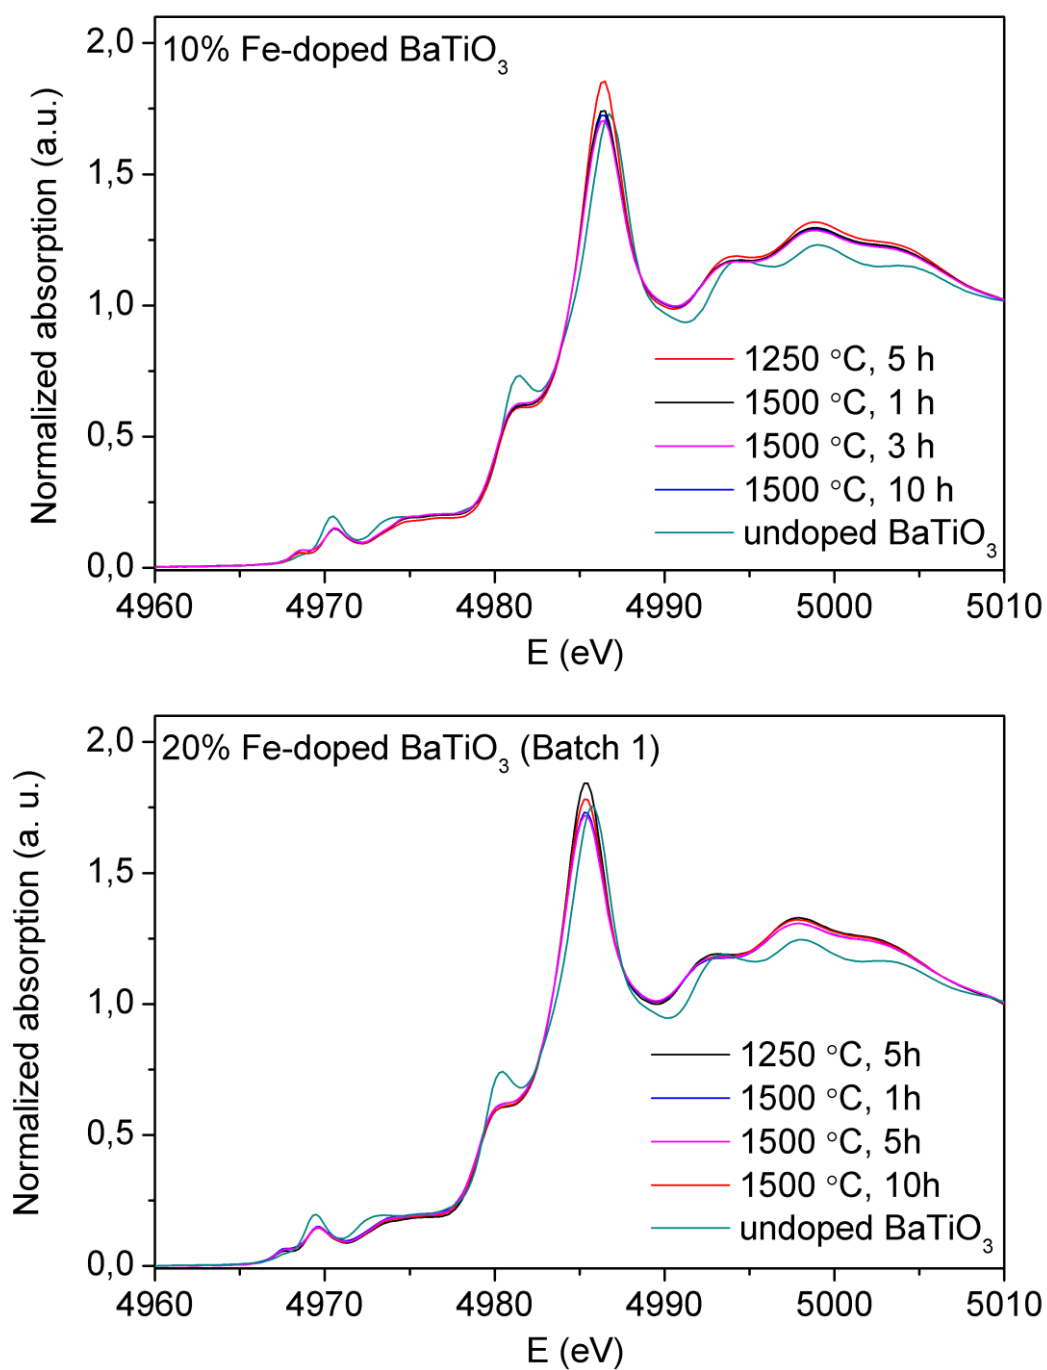 10% Fe-doped BaTiO₃
Normalized absorption (a.u.)
2,0
1,5
1,0
0,5
0,0
1250 °C, 5 h
1500 °C, 1 h
1500 °C, 3 h
1500 °C, 10 h
undoped BaTiO₃
4960 4970 4980 4990 5000 5010
E (eV)
20% Fe-doped BaTiO₃ (Batch 1)
Normalized absorption (a. u.)
2,0
1,5
1,0
0,5
0,0
1250 °C, 5h
1500 °C, 1h
1500 °C, 5h
1500 °C, 10h
undoped BaTiO₃
4960 4970 4980 4990 5000 5010
E (eV)